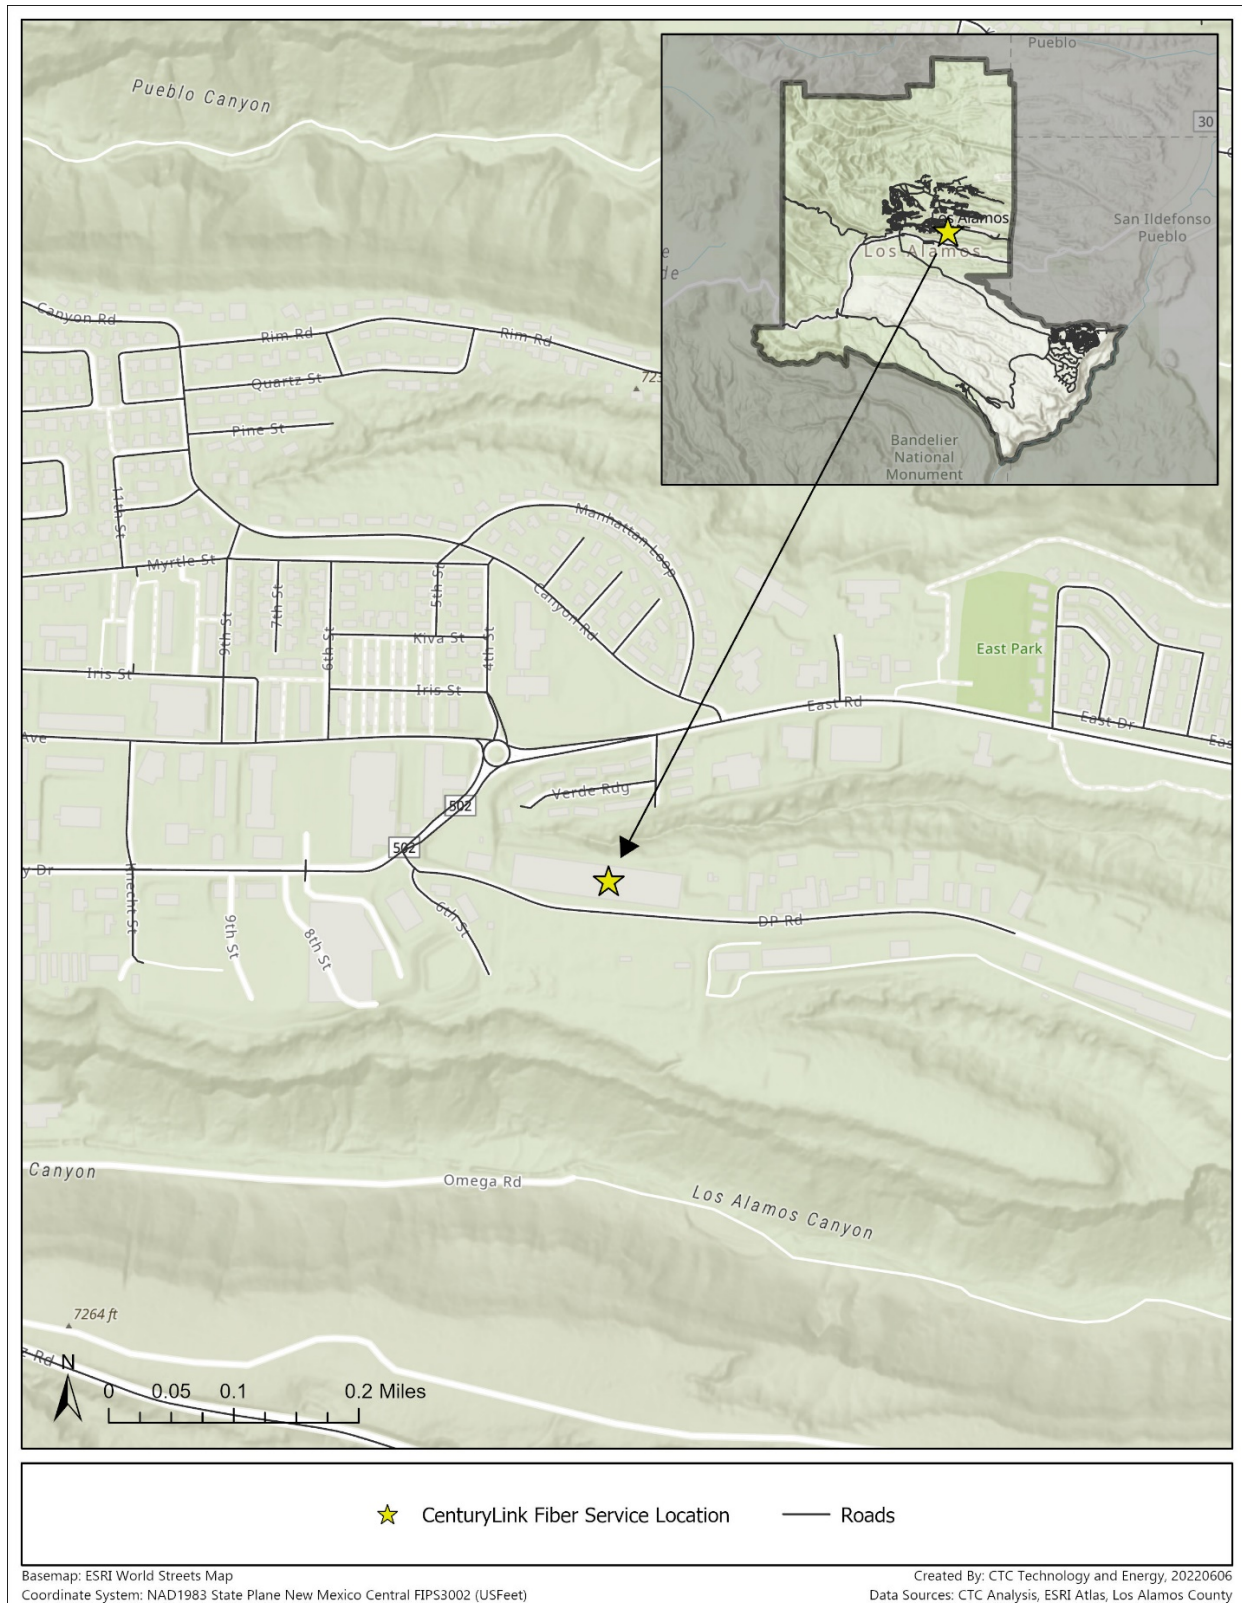 Pueblo Canyon
Pueblo
30
Los Alamos
San Ildefonso
Pueblo
Los Alamos
Bandelier
National
Monument
Canyon Rd
Rim Rd
Rim Rd
Quartz St
Pine St
11th St
Manhattan Loop
Myrtle St
5th St
7th St
Canyon Rd
9th St
6th St
Kiva St
4th St
East Park
Iris St
Iris St
East Rd
East Dr
Ave
Verde Rdg
502
502
y Dr
Knecht St
6th St
9th St
8th St
DP Rd
Canyon
Omega Rd
Los Alamos Canyon
7264 ft
z Rd
N
0 0.05 0.1 0.2 Miles
CenturyLink Fiber Service Location
Roads
Basemap: ESRI World Streets Map
Created By: CTC Technology and Energy, 20220606
Coordinate System: NAD1983 State Plane New Mexico Central FIPS3002 (USFeet)
Data Sources: CTC Analysis, ESRI Atlas, Los Alamos County